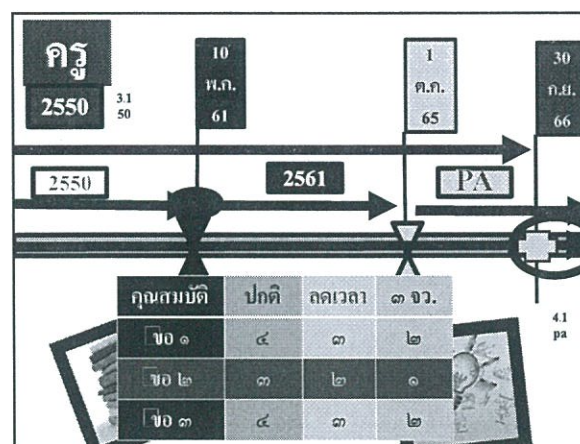 ครู
2550
3.1
50
10
พ.ค.
61
1
ต.ค.
65
30
ก.ย.
66
2550
2561
PA
คุณสมบัติ ปกติ ลดเวลา ๓ จว.
ข้อ ๑ ๔ ๓ ๒
ข้อ ๒ ๓ ๒ ๑
ข้อ ๓ ๔ ๓ ๒
4.1
pa